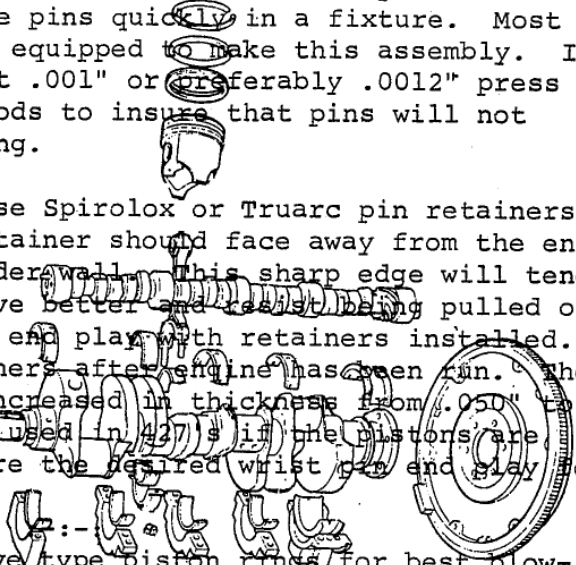 e pins quickly in a fixture. Most
equipped to make this assembly. I
t .001" or preferably .0012" press
ods to insure that pins will not
ng.
se Spirolox or Truarc pin retainers
tainer should face away from the en
der wall. This sharp edge will ten
ve better and resist being pulled o
end play with retainers installed.
ners after engine has been run. The
ncreased in thickness from .050" to
used in 427's if the pistons are
re the desired wrist pin end play f
ve type piston rings for best blow-